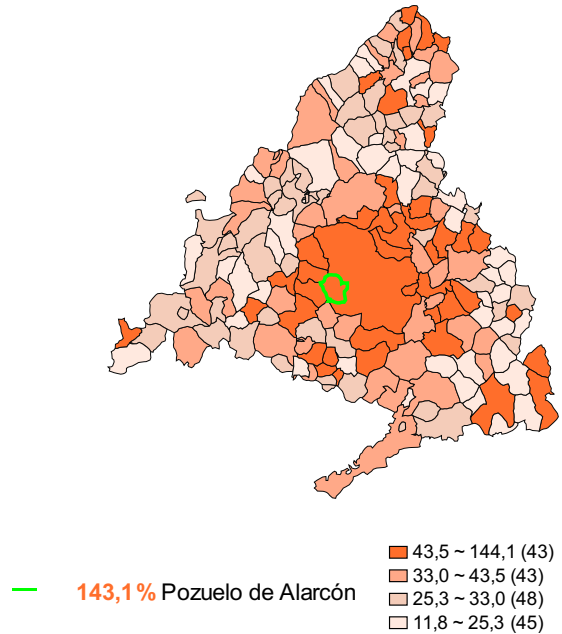 143,1% Pozuelo de Alarcón
43,5 ~ 144,1 (43)
33,0 ~ 43,5 (43)
25,3 ~ 33,0 (48)
11,8 ~ 25,3 (45)